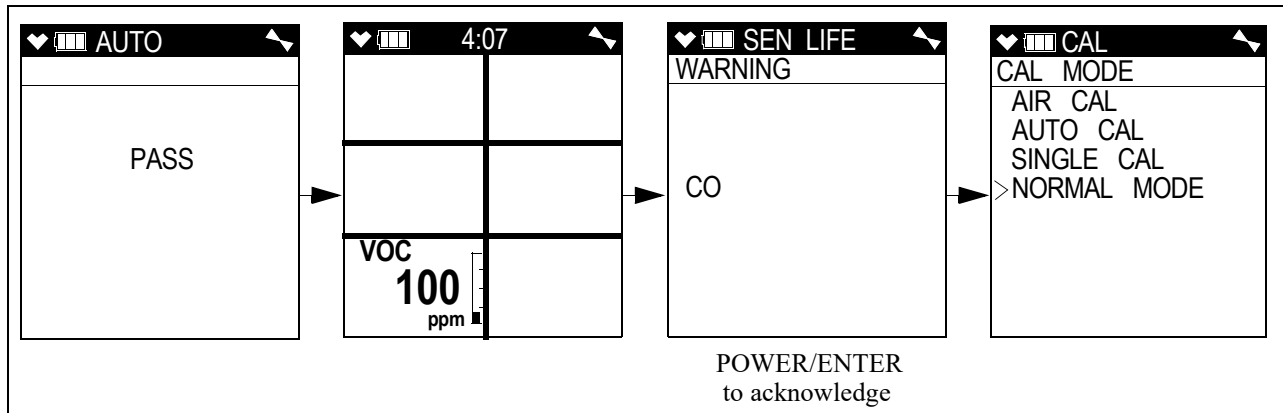 AUTO
PASS
4:07
VOC
100
ppm
SEN LIFE
WARNING
CO
POWER/ENTER
to acknowledge
CAL
CAL MODE
AIR CAL
AUTO CAL
SINGLE CAL
>NORMAL MODE